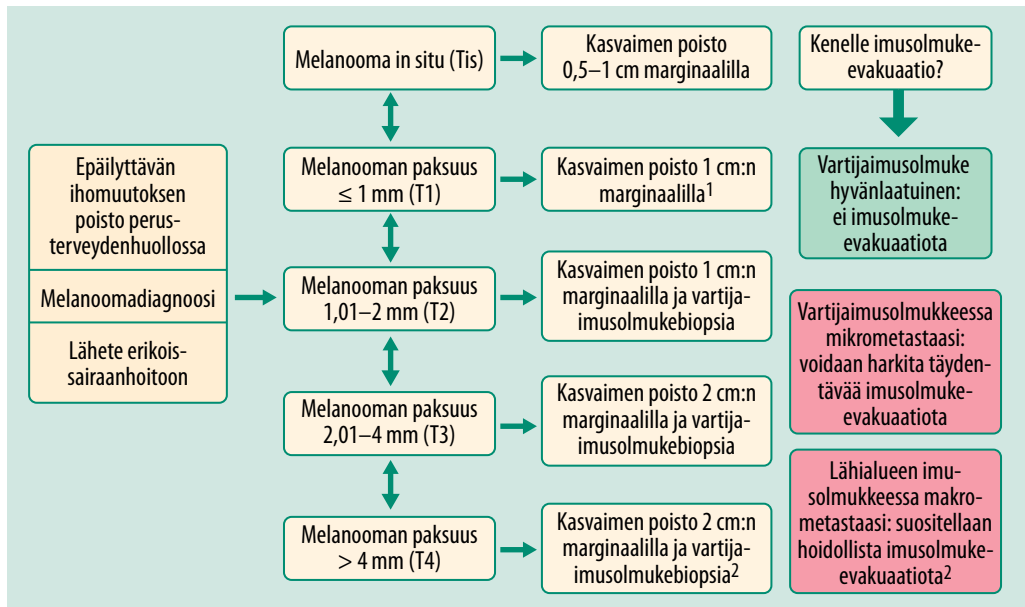 Epäilyttävän
ihomuutoksen
poisto perus-
terveydenhuollossa
Melanoomadiagnoosi
Lähete erikois-
sairaanhoitoon
Melanooma in situ (Tis)
Kasvaimen poisto
0,5–1 cm marginaalilla
Melanooman paksuus
≤ 1 mm (T1)
Kasvaimen poisto 1 cm:n
marginaalilla1
Melanooman paksuus
1,01–2 mm (T2)
Kasvaimen poisto 1 cm:n
marginaalilla ja vartija-
imusolmukebiopsia
Melanooman paksuus
2,01–4 mm (T3)
Kasvaimen poisto 2 cm:n
marginaalilla ja vartija-
imusolmukebiopsia
Melanooman paksuus
> 4 mm (T4)
Kasvaimen poisto 2 cm:n
marginaalilla ja vartija-
imusolmukebiopsia2
Kenelle imusolmuke-
evakuaatio?
Vartijaimusolmuke
hyvänlaatuinen:
ei imusolmuke-
evakuaatiota
Vartijaimusolmukkeessa
mikrometastaasi:
voidaan harkita täyden-
tävää imusolmuke-
evakuaatiota
Lähialueen imu-
solmukkeessa makro-
metastaasi: suositellaan
hoidollista imusolmuke-
evakuaatiota2